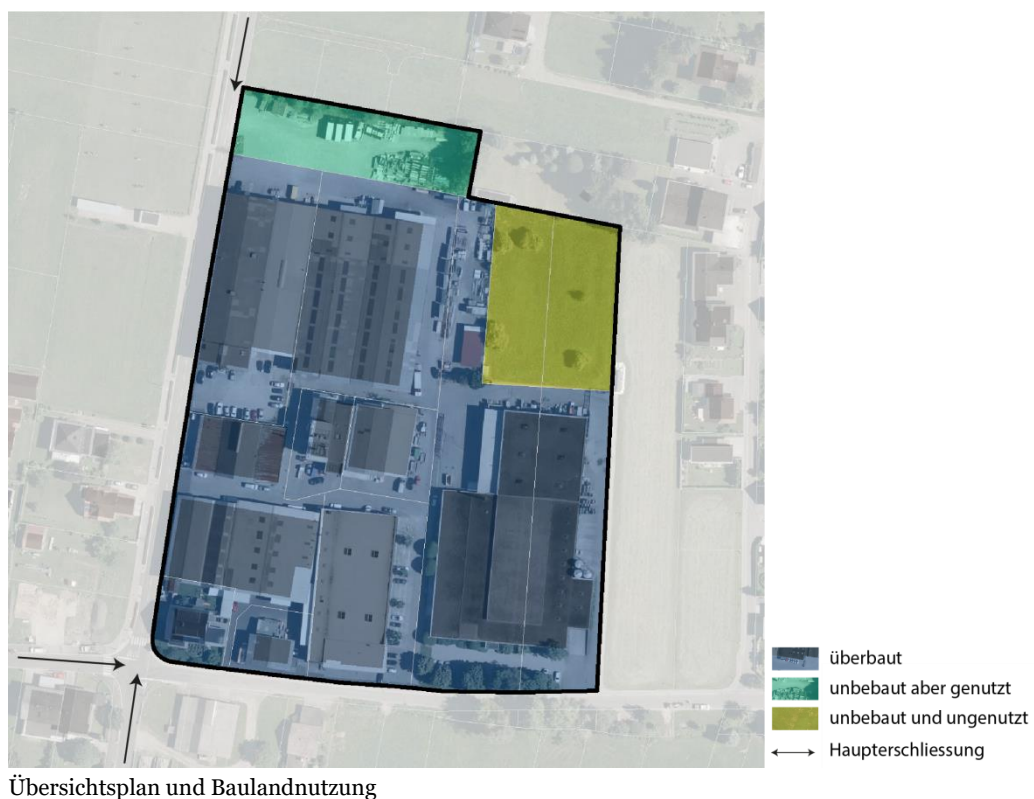 überbaut
unbebaut aber genutzt
unbebaut und ungenutzt
Haupterschliessung
Übersichtsplan und Baulandnutzung